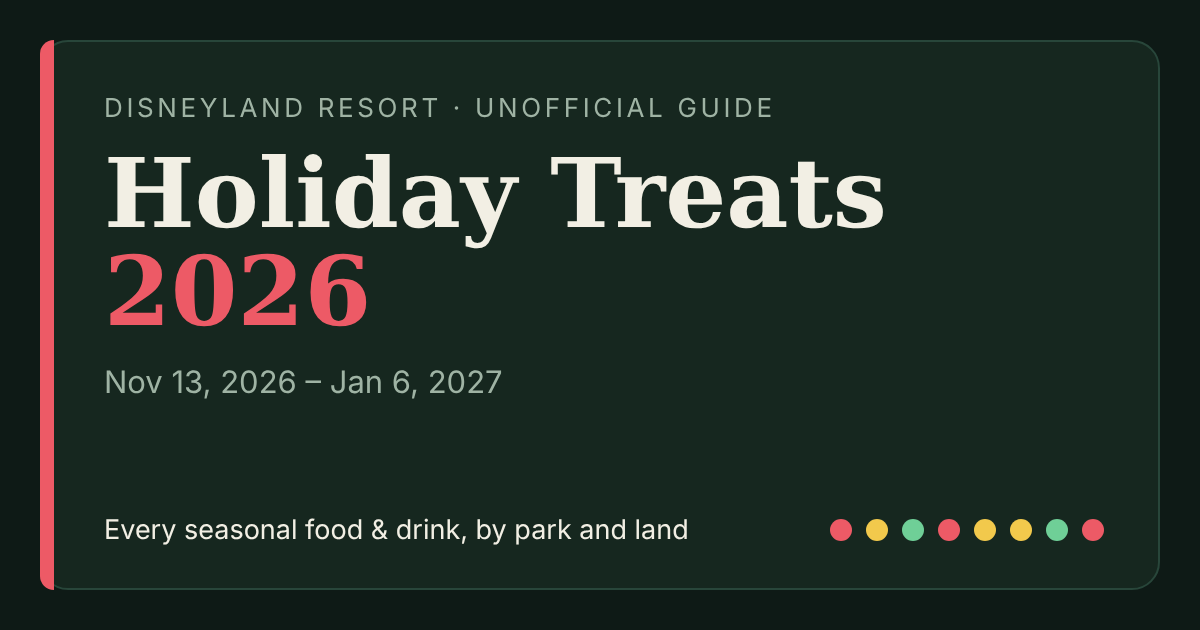 DISNEYLAND RESORT · UNOFFICIAL GUIDE
Holiday Treats
2026
Nov 13, 2026 – Jan 6, 2027
Every seasonal food & drink, by park and land